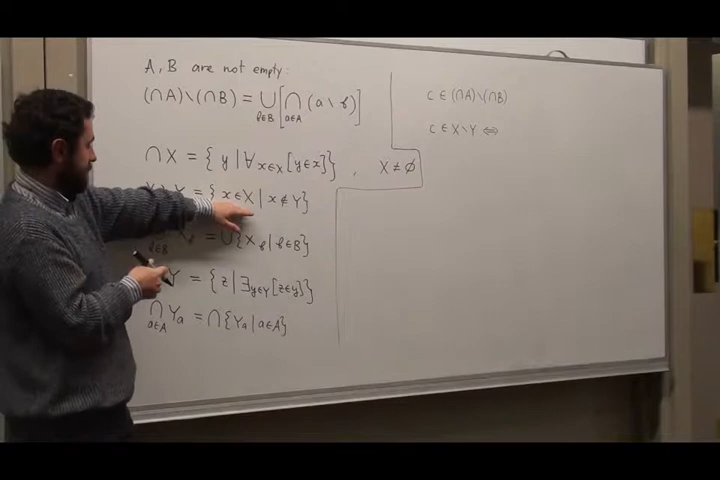 A, B are not empty:
(∩A)∖(∩B) = ⋃_{b∈B} [⋂_{a∈A} (a∖b)]
∩X = {y | ∀_{x∈X} [y∈x]}, X ≠ ∅
= {x∈X | x∉Y}
b∈B = ⋃{X_b | b∈B}
Y = {z | ∃_{y∈Y} [z∈y]}
⋂_{a∈A} Y_a = ⋂{Y_a | a∈A}
c ∈ (∩A)∖(∩B)
c ∈ X∖Y ⇔